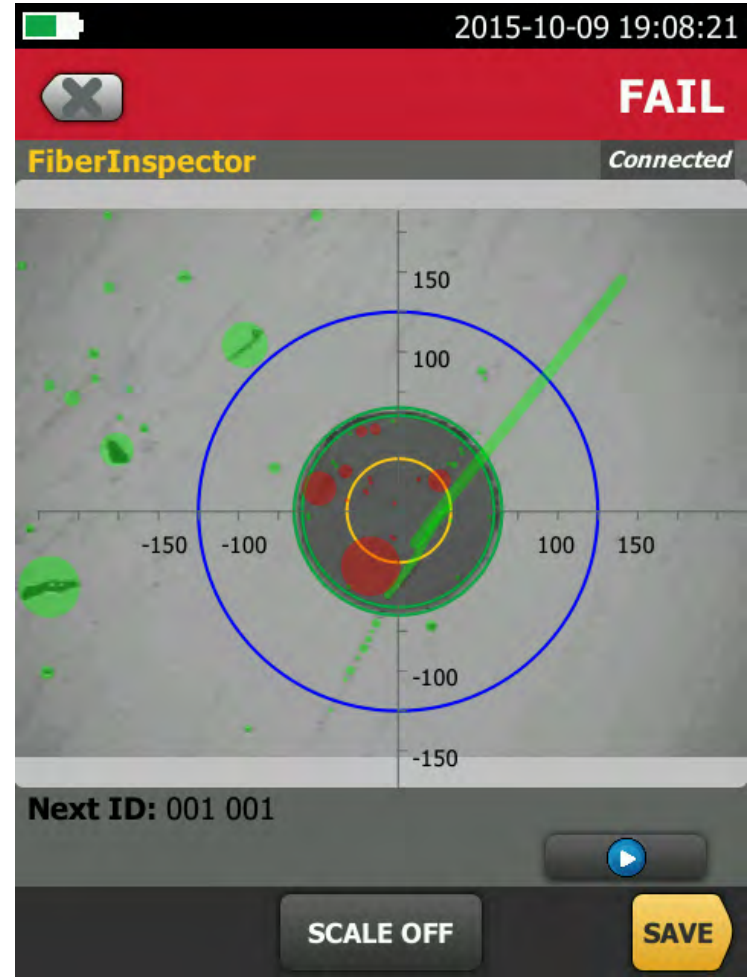 2015-10-09 19:08:21
FAIL
FiberInspector Connected
150
100
-150 -100 100 150
-100
-150
Next ID: 001 001
SCALE OFF SAVE